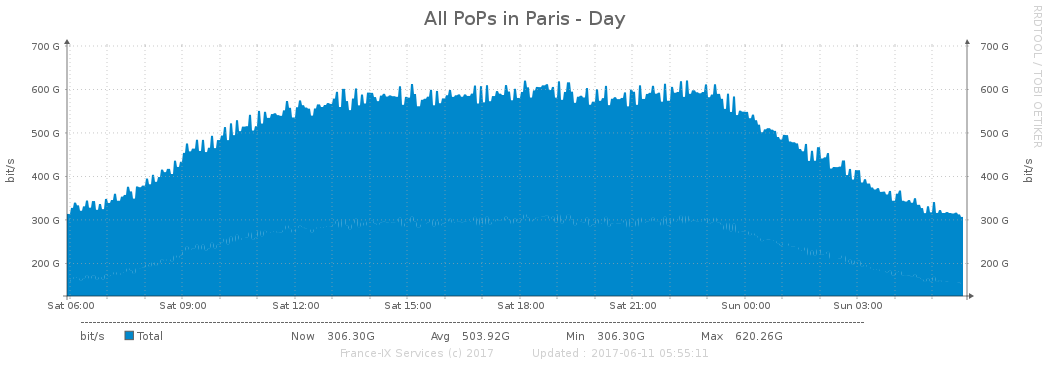 All PoPs in Paris - Day
RRDTOOL / TOBI OETIKER
bit/s
700 G
600 G
500 G
400 G
300 G
200 G
700 G
600 G
500 G
400 G
300 G
200 G
bit/s
Sat 06:00 Sat 09:00 Sat 12:00 Sat 15:00 Sat 18:00 Sat 21:00 Sun 00:00 Sun 03:00
bit/s Total Now 306.30G Avg 503.92G Min 306.30G Max 620.26G
France-IX Services (c) 2017 Updated : 2017-06-11 05:55:11